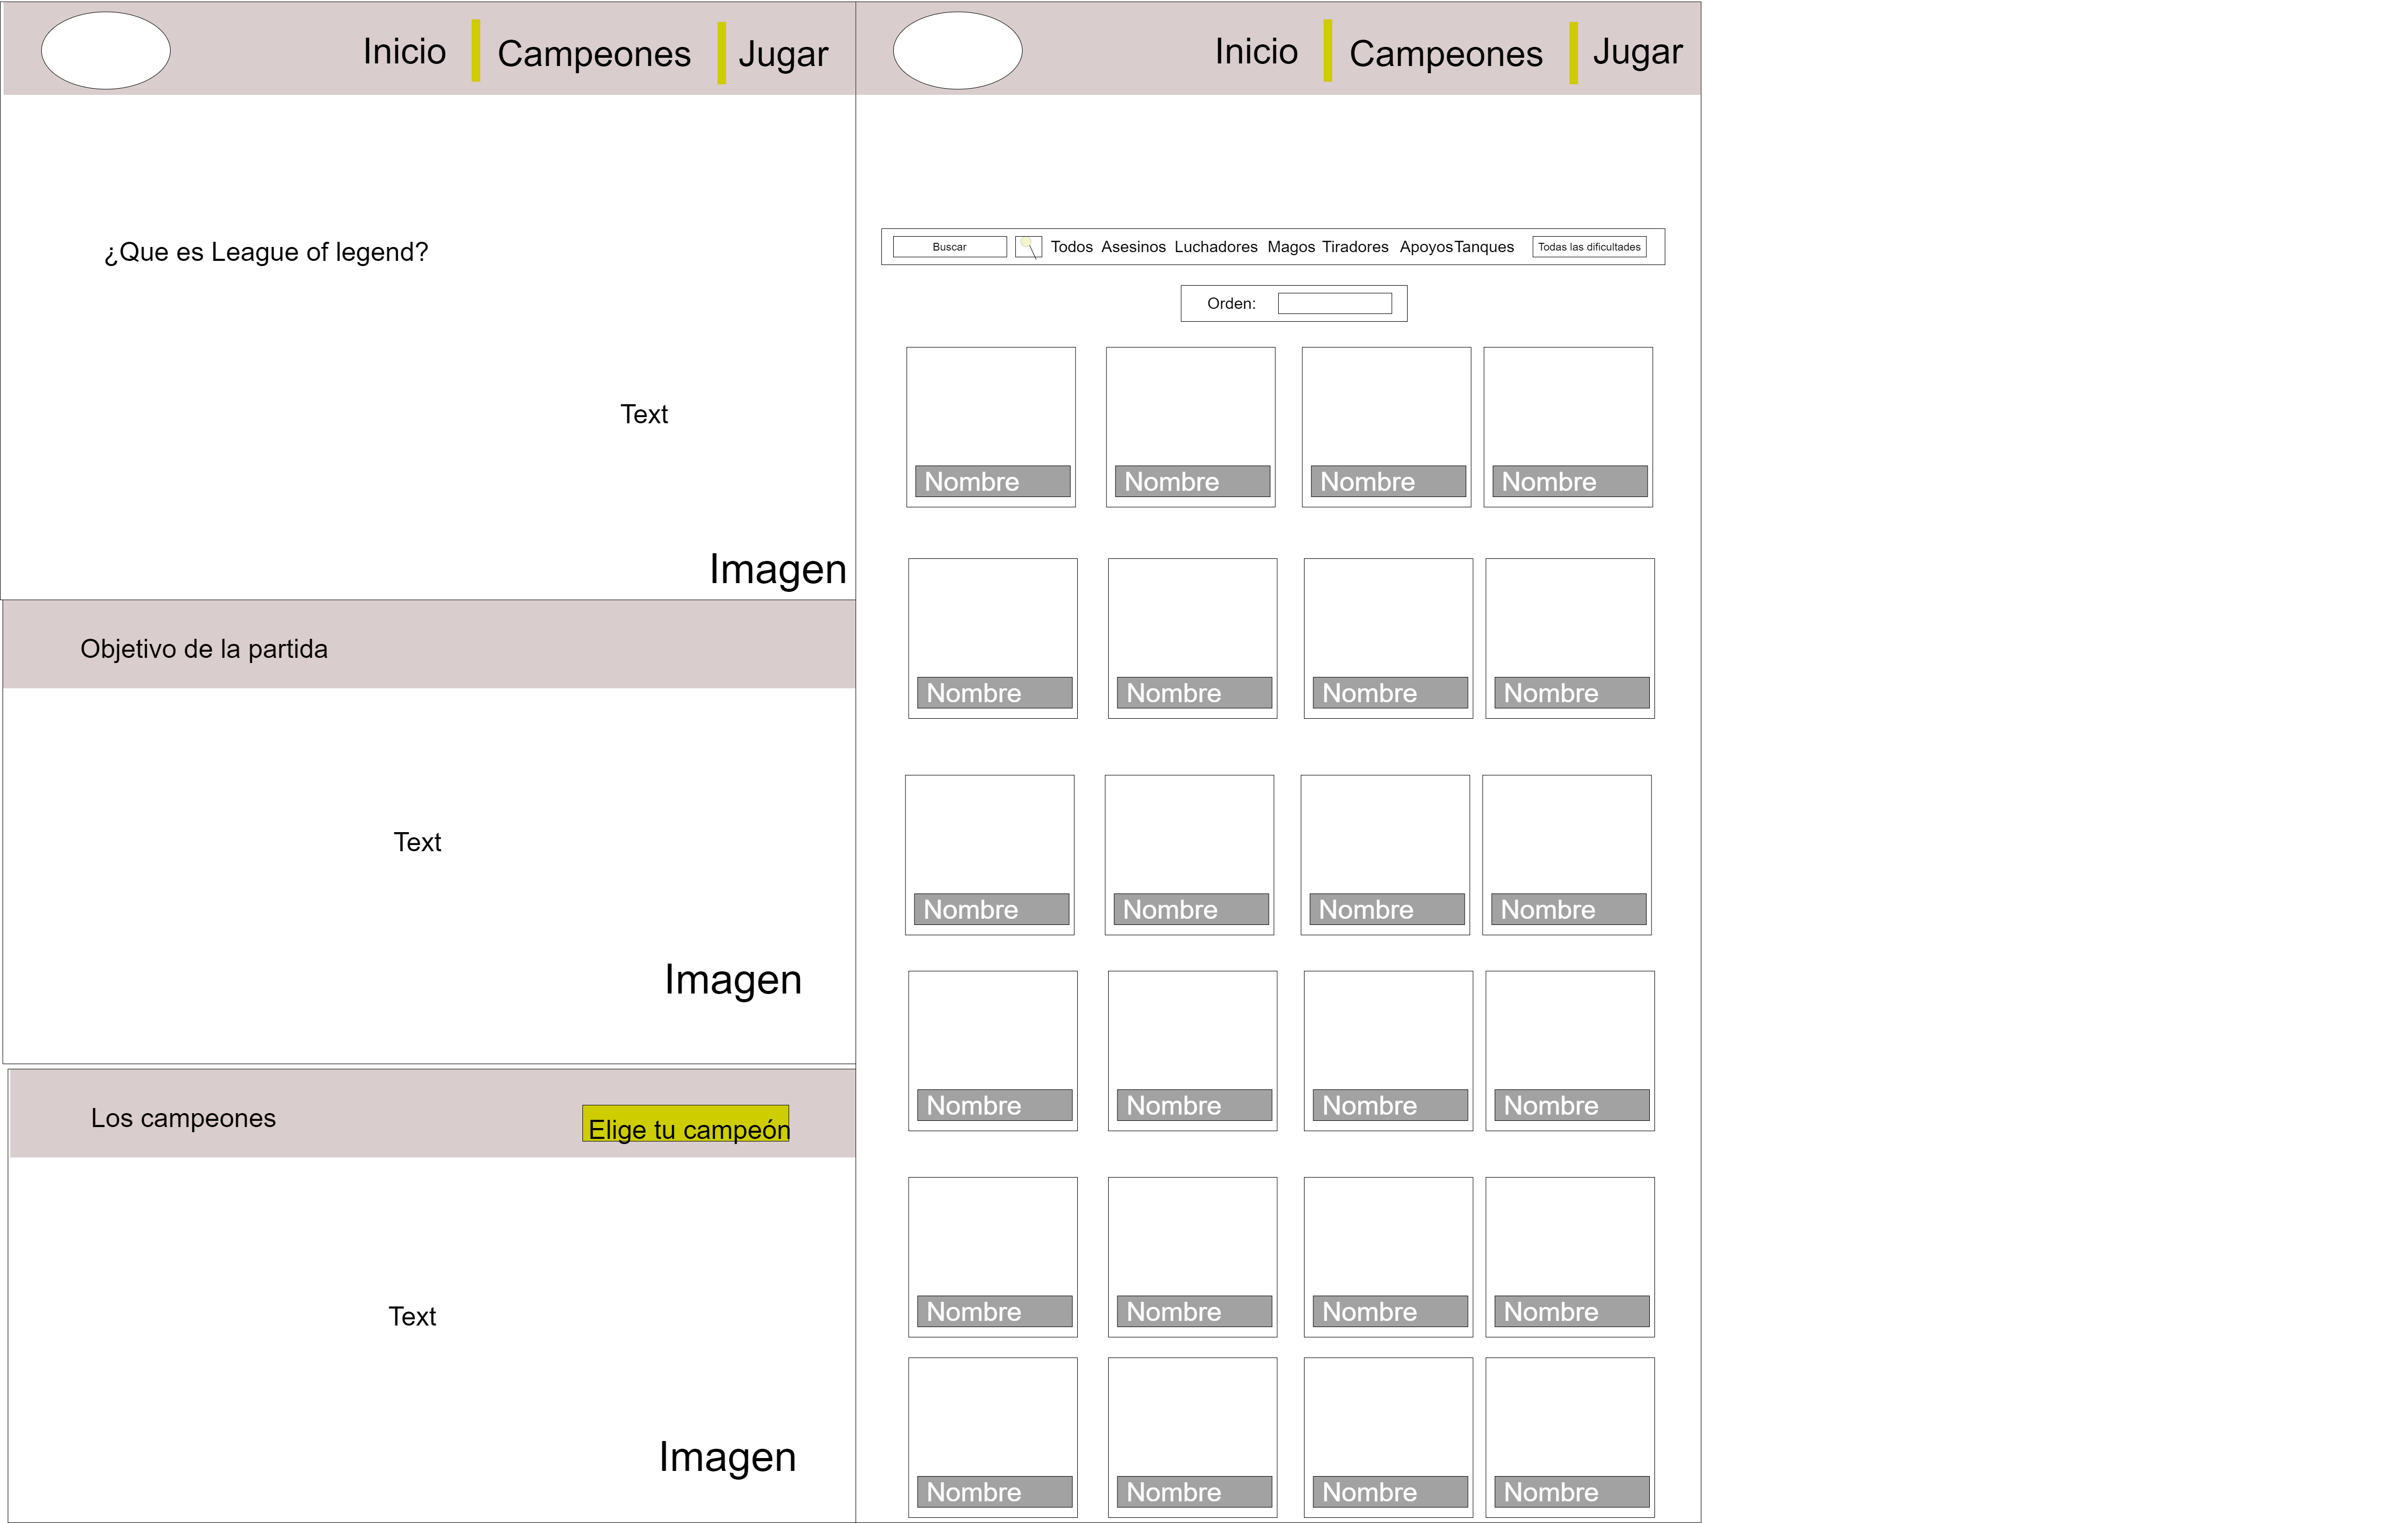 Inicio
Campeones
Jugar
¿Que es League of legend?
Text
Imagen
Objetivo de la partida
Text
Imagen
Los campeones
Elige tu campeón
Text
Imagen
Inicio
Campeones
Jugar
Buscar
Todos Asesinos Luchadores Magos Tiradores Apoyos Tanques
Todas las dificultades
Orden:
Nombre Nombre Nombre Nombre
Nombre Nombre Nombre Nombre
Nombre Nombre Nombre Nombre
Nombre Nombre Nombre Nombre
Nombre Nombre Nombre Nombre
Nombre Nombre Nombre Nombre